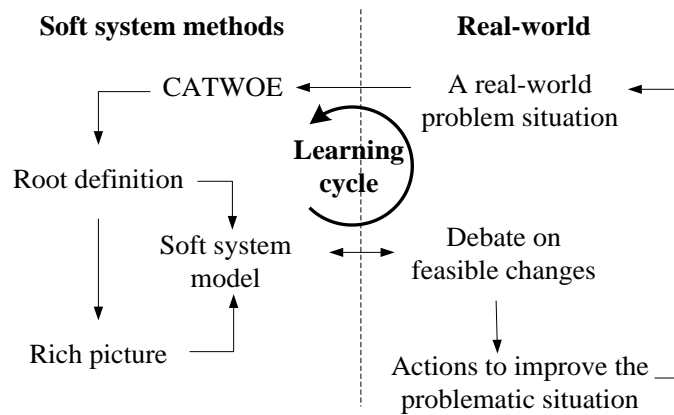 Soft system methods
Real-world
CATWOE
A real-world
problem situation
Learning
cycle
Root definition
Soft system
model
Debate on
feasible changes
Rich picture
Actions to improve the
problematic situation